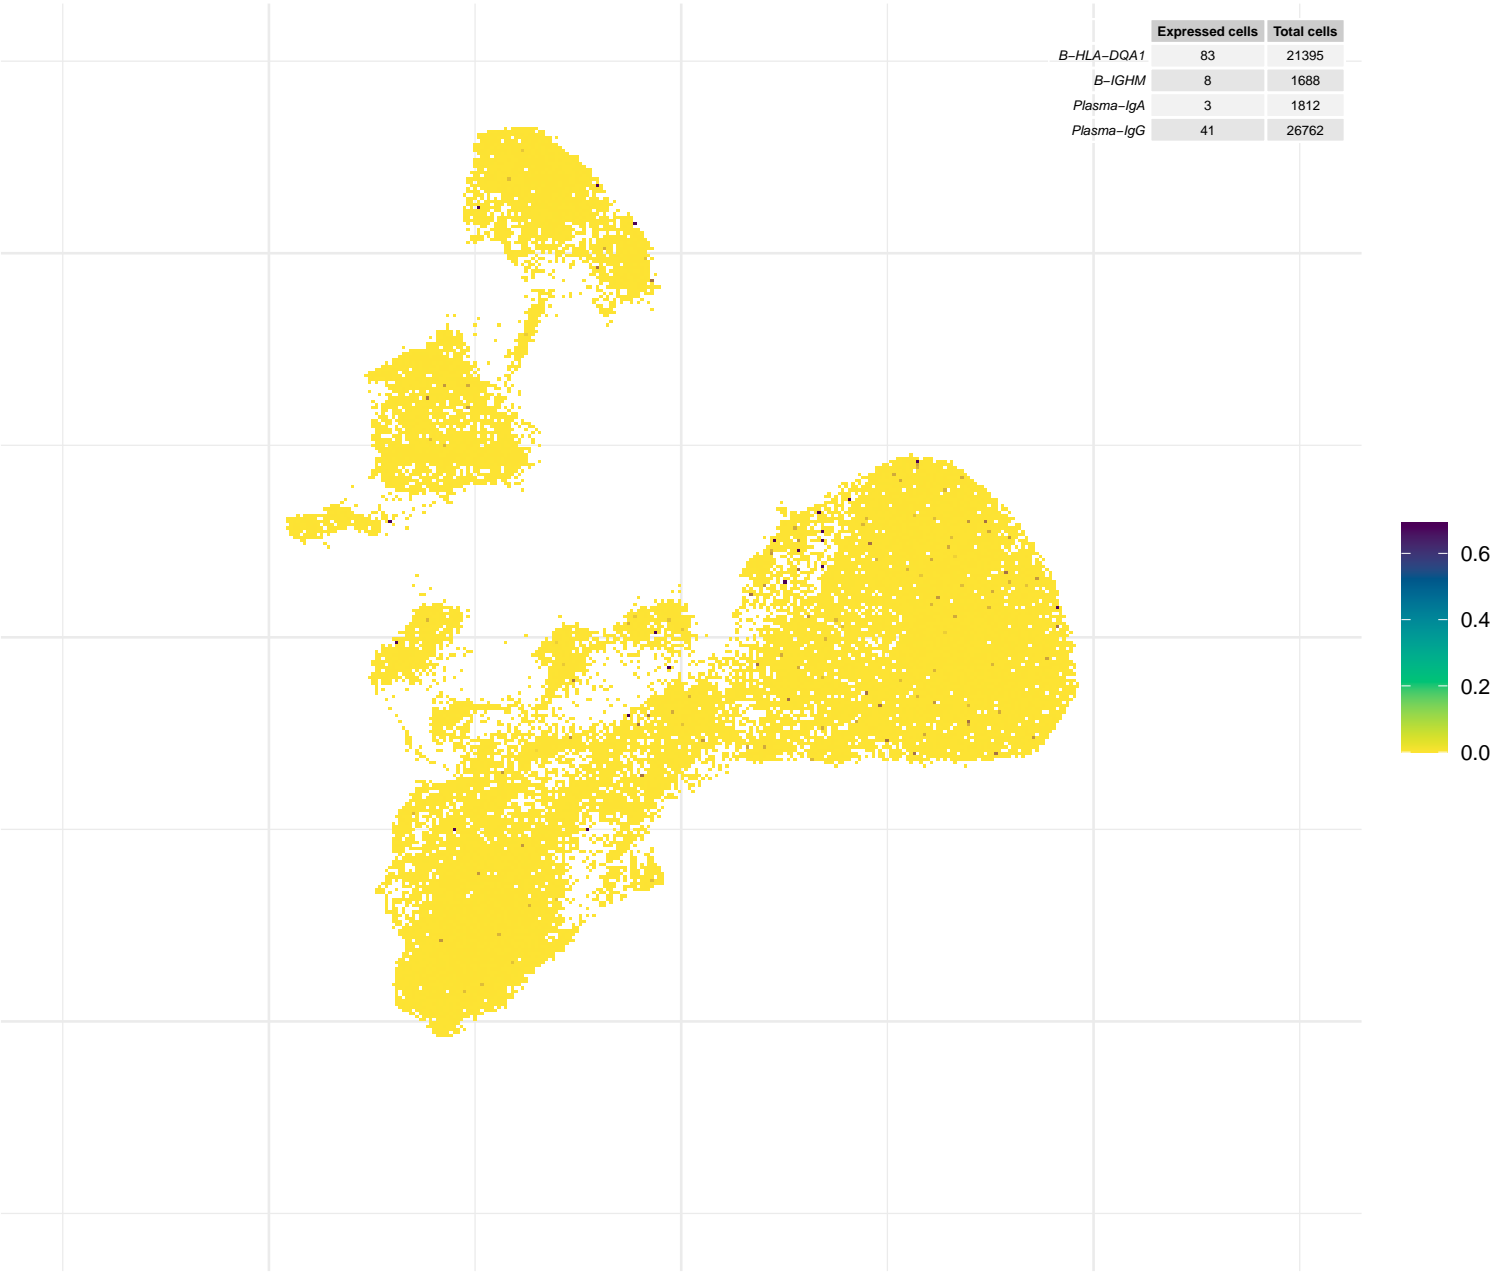 Expressed cells Total cells
B−HLA−DQA1 83 21395
B−IGHM 8 1688
Plasma−IgA 3 1812
Plasma−IgG 41 26762
0.6
0.4
0.2
0.0